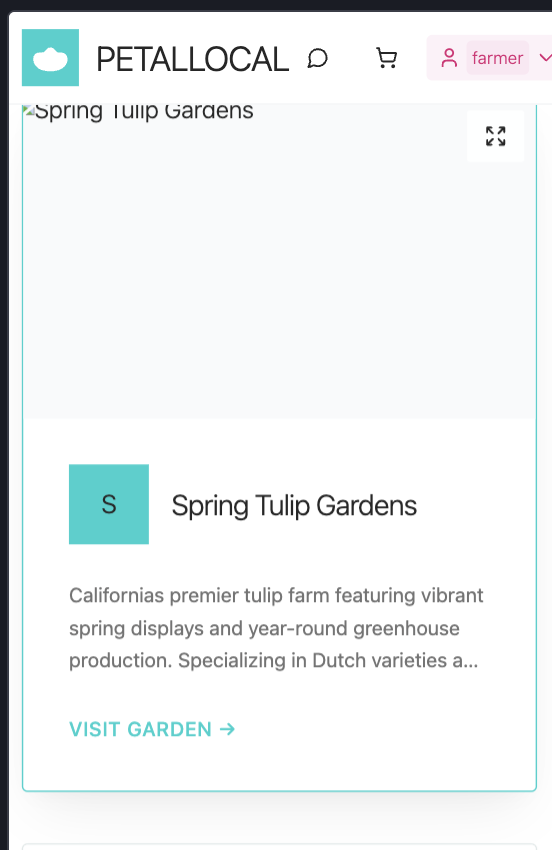 PETALLOCAL
farmer
Spring Tulip Gardens
S
Spring Tulip Gardens
Californias premier tulip farm featuring vibrant
spring displays and year-round greenhouse
production. Specializing in Dutch varieties a...
VISIT GARDEN →